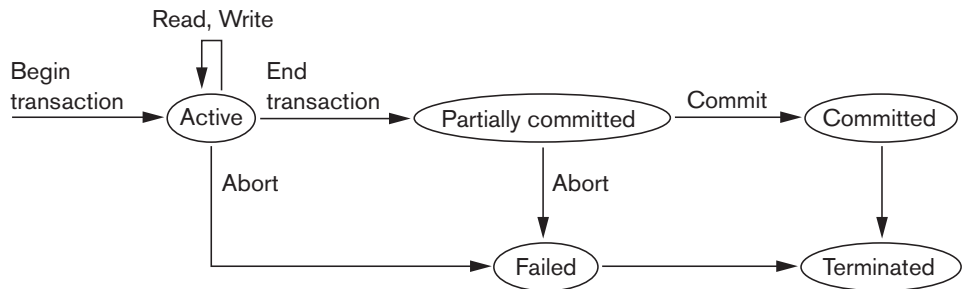 Read, Write
Begin
transaction
End
transaction
Active
Partially committed
Commit
Committed
Abort
Abort
Failed
Terminated